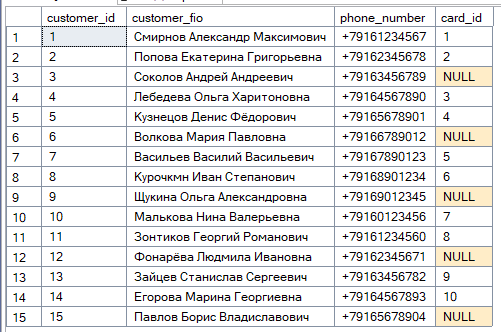 customer_id customer_fio phone_number card_id
1 1 Смирнов Александр Максимович +79161234567 1
2 2 Попова Екатерина Григорьевна +79162345678 2
3 3 Соколов Андрей Андреевич +79163456789 NULL
4 4 Лебедева Ольга Харитоновна +79164567890 3
5 5 Кузнецов Денис Фёдорович +79165678901 4
6 6 Волкова Мария Павловна +79166789012 NULL
7 7 Васильев Василий Васильевич +79167890123 5
8 8 Курочкмн Иван Степанович +79168901234 6
9 9 Щукина Ольга Александровна +79169012345 NULL
10 10 Малькова Нина Валерьевна +79160123456 7
11 11 Зонтиков Георгий Романович +79161234560 8
12 12 Фонарёва Людмила Ивановна +79162345671 NULL
13 13 Зайцев Станислав Сергеевич +79163456782 9
14 14 Егорова Марина Георгиевна +79164567893 10
15 15 Павлов Борис Владиславович +79165678904 NULL